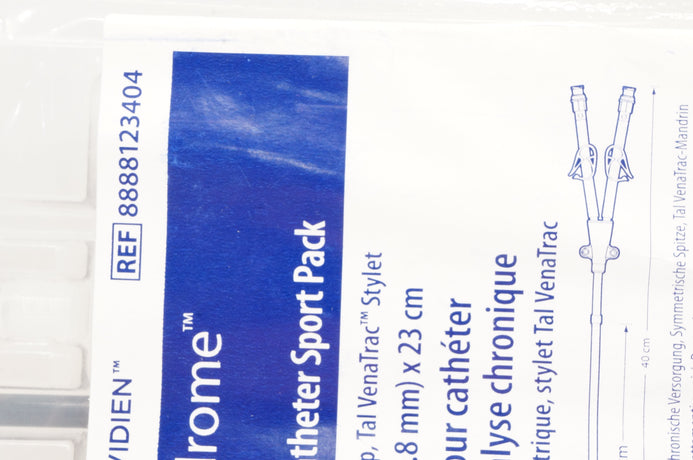 VIDIEN™ REF 8888123404
rome™
theter Sport Pack
p, Tal VenaTrac™ Stylet
.8 mm) x 23 cm
our cathéter
lyse chronique
trique, stylet Tal VenaTrac
m
40 cm
hronische Versorgung, Symmetrische Spitze, Tal VenaTrac-Mandrin